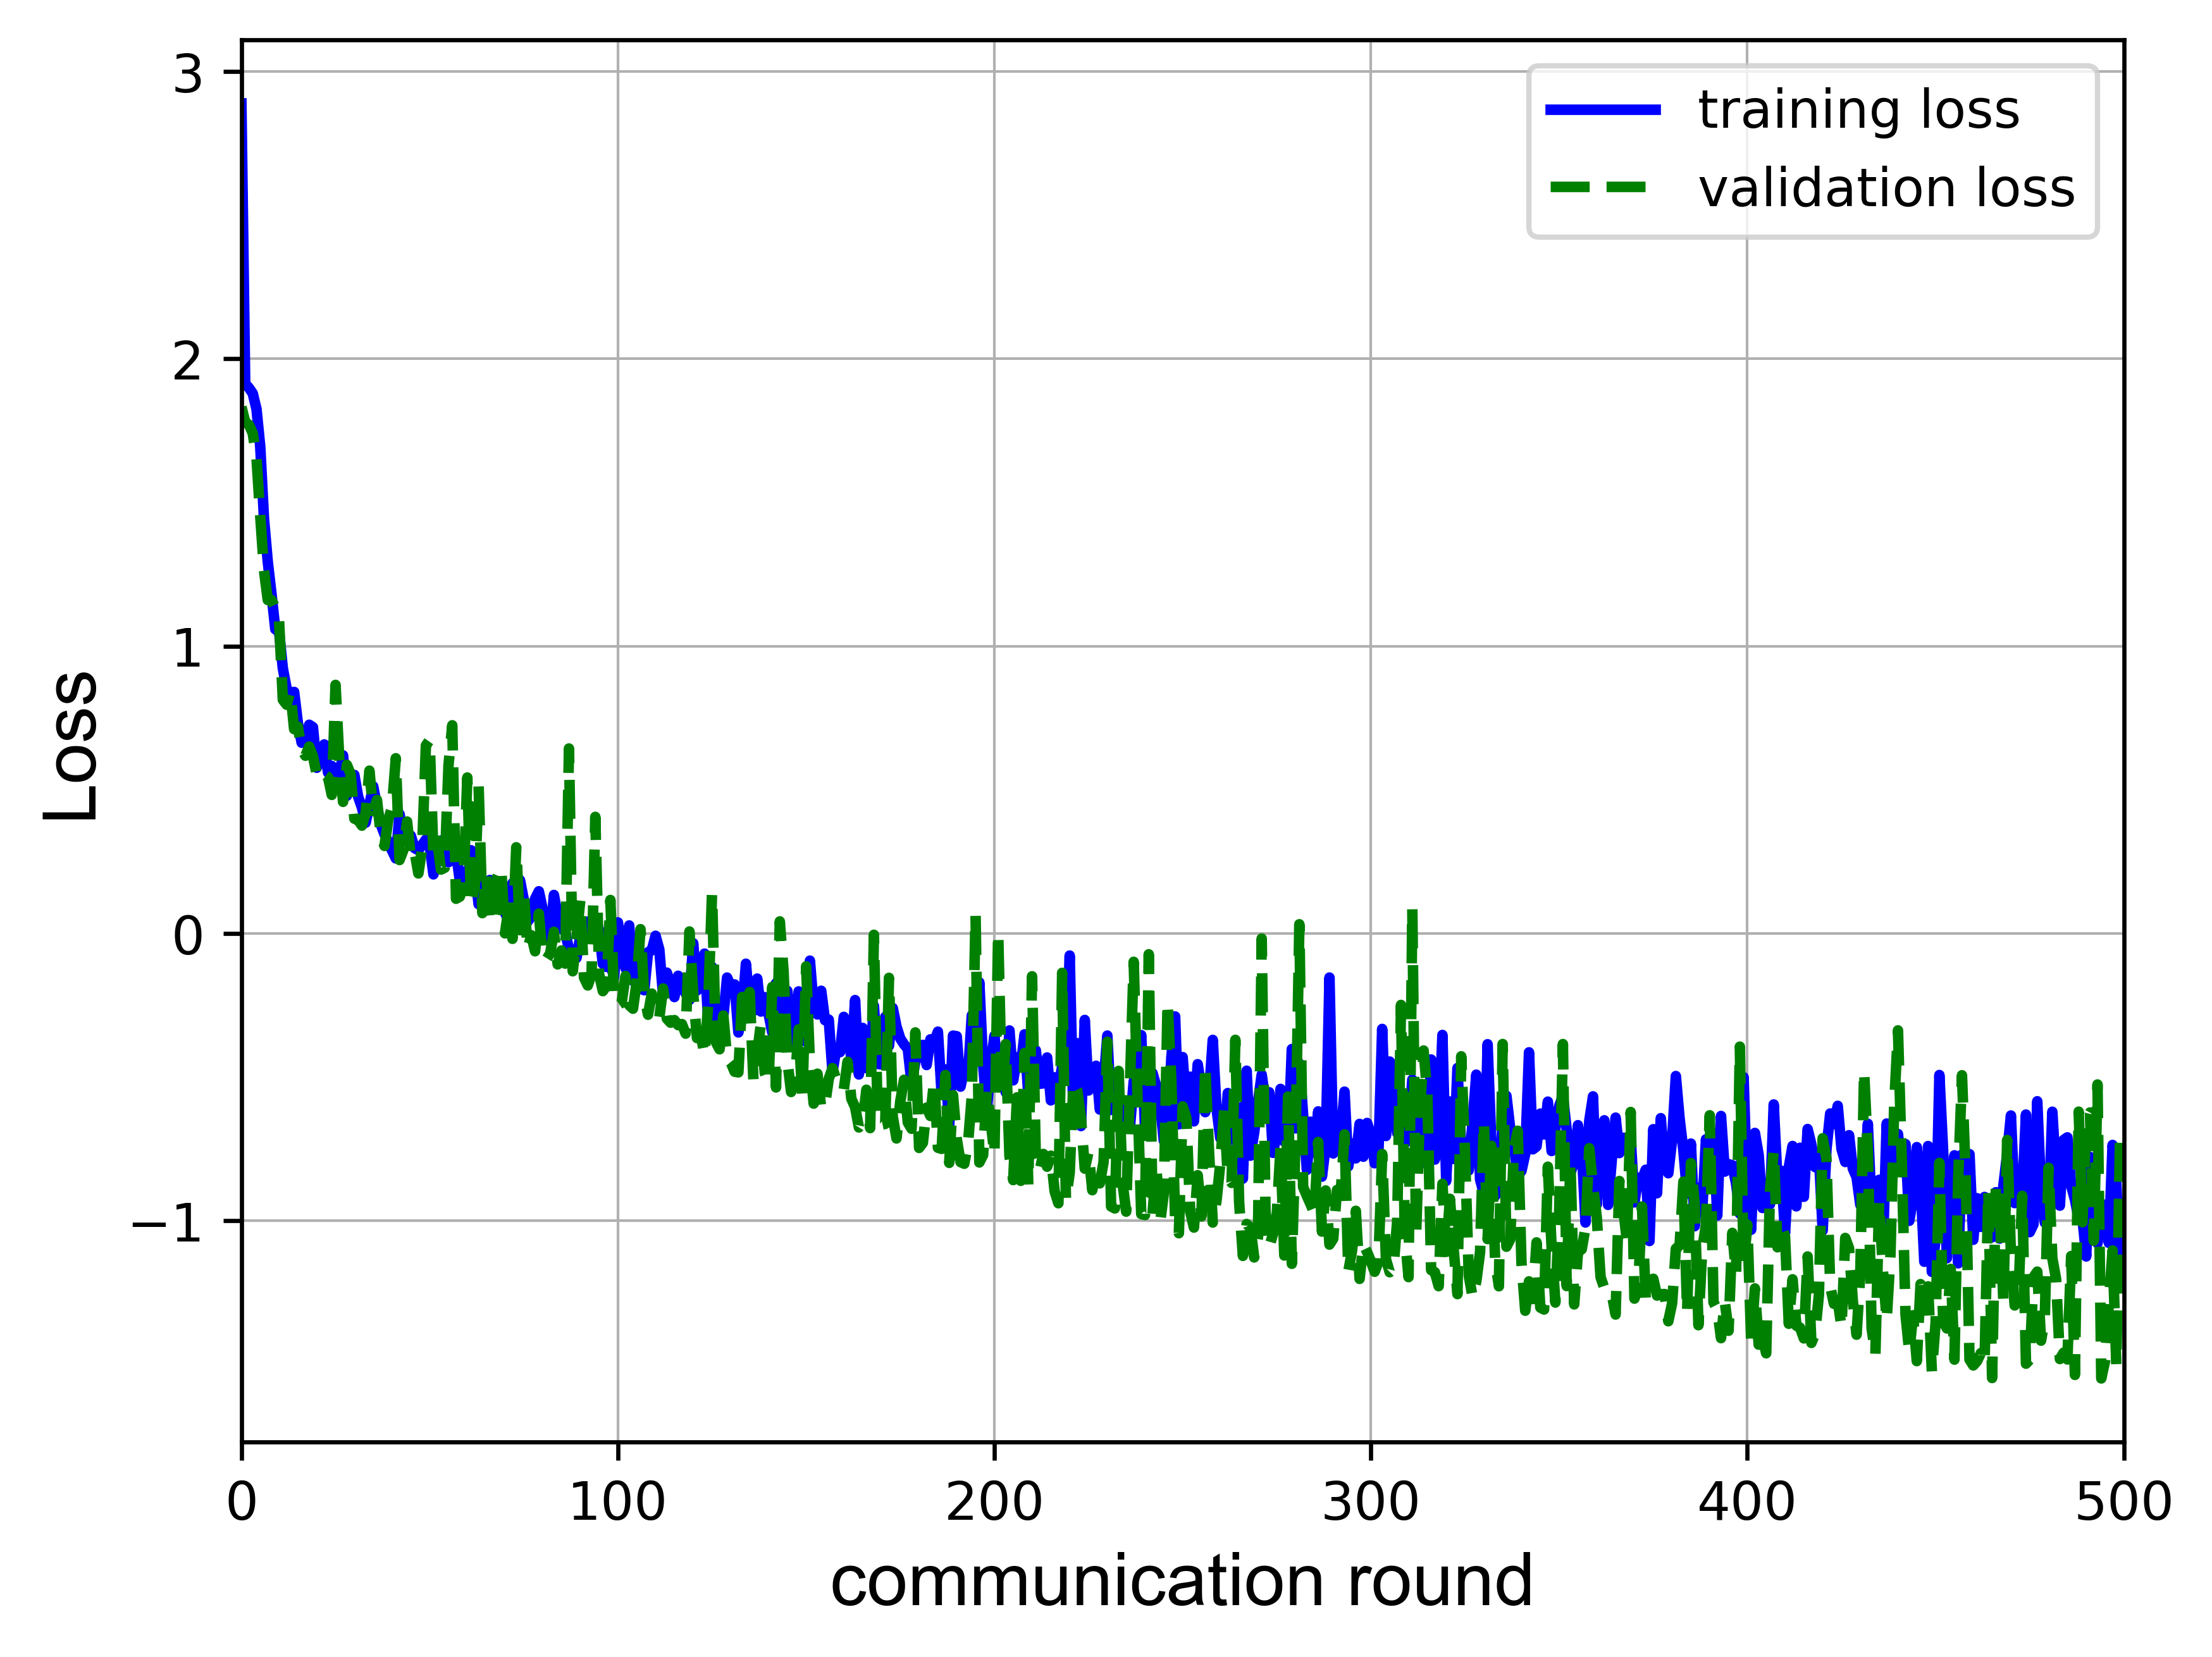 3
2
1
0
−1
Loss
training loss
validation loss
0 100 200 300 400 500
communication round